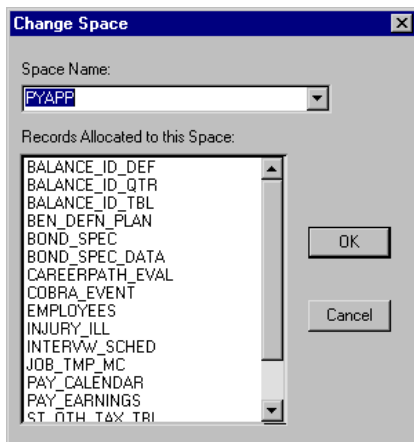 Change Space
Space Name:
PYAPP
Records Allocated to this Space:
BALANCE_ID_DEF
BALANCE_ID_QTR
BALANCE_ID_TBL
BEN_DEFN_PLAN
BOND_SPEC
BOND_SPEC_DATA
CAREERPATH_EVAL
COBRA_EVENT
EMPLOYEES
INJURY_ILL
INTERVW_SCHED
JOB_TMP_MC
PAY_CALENDAR
PAY_EARNINGS
ST_OTH_TAX_TBL
OK
Cancel